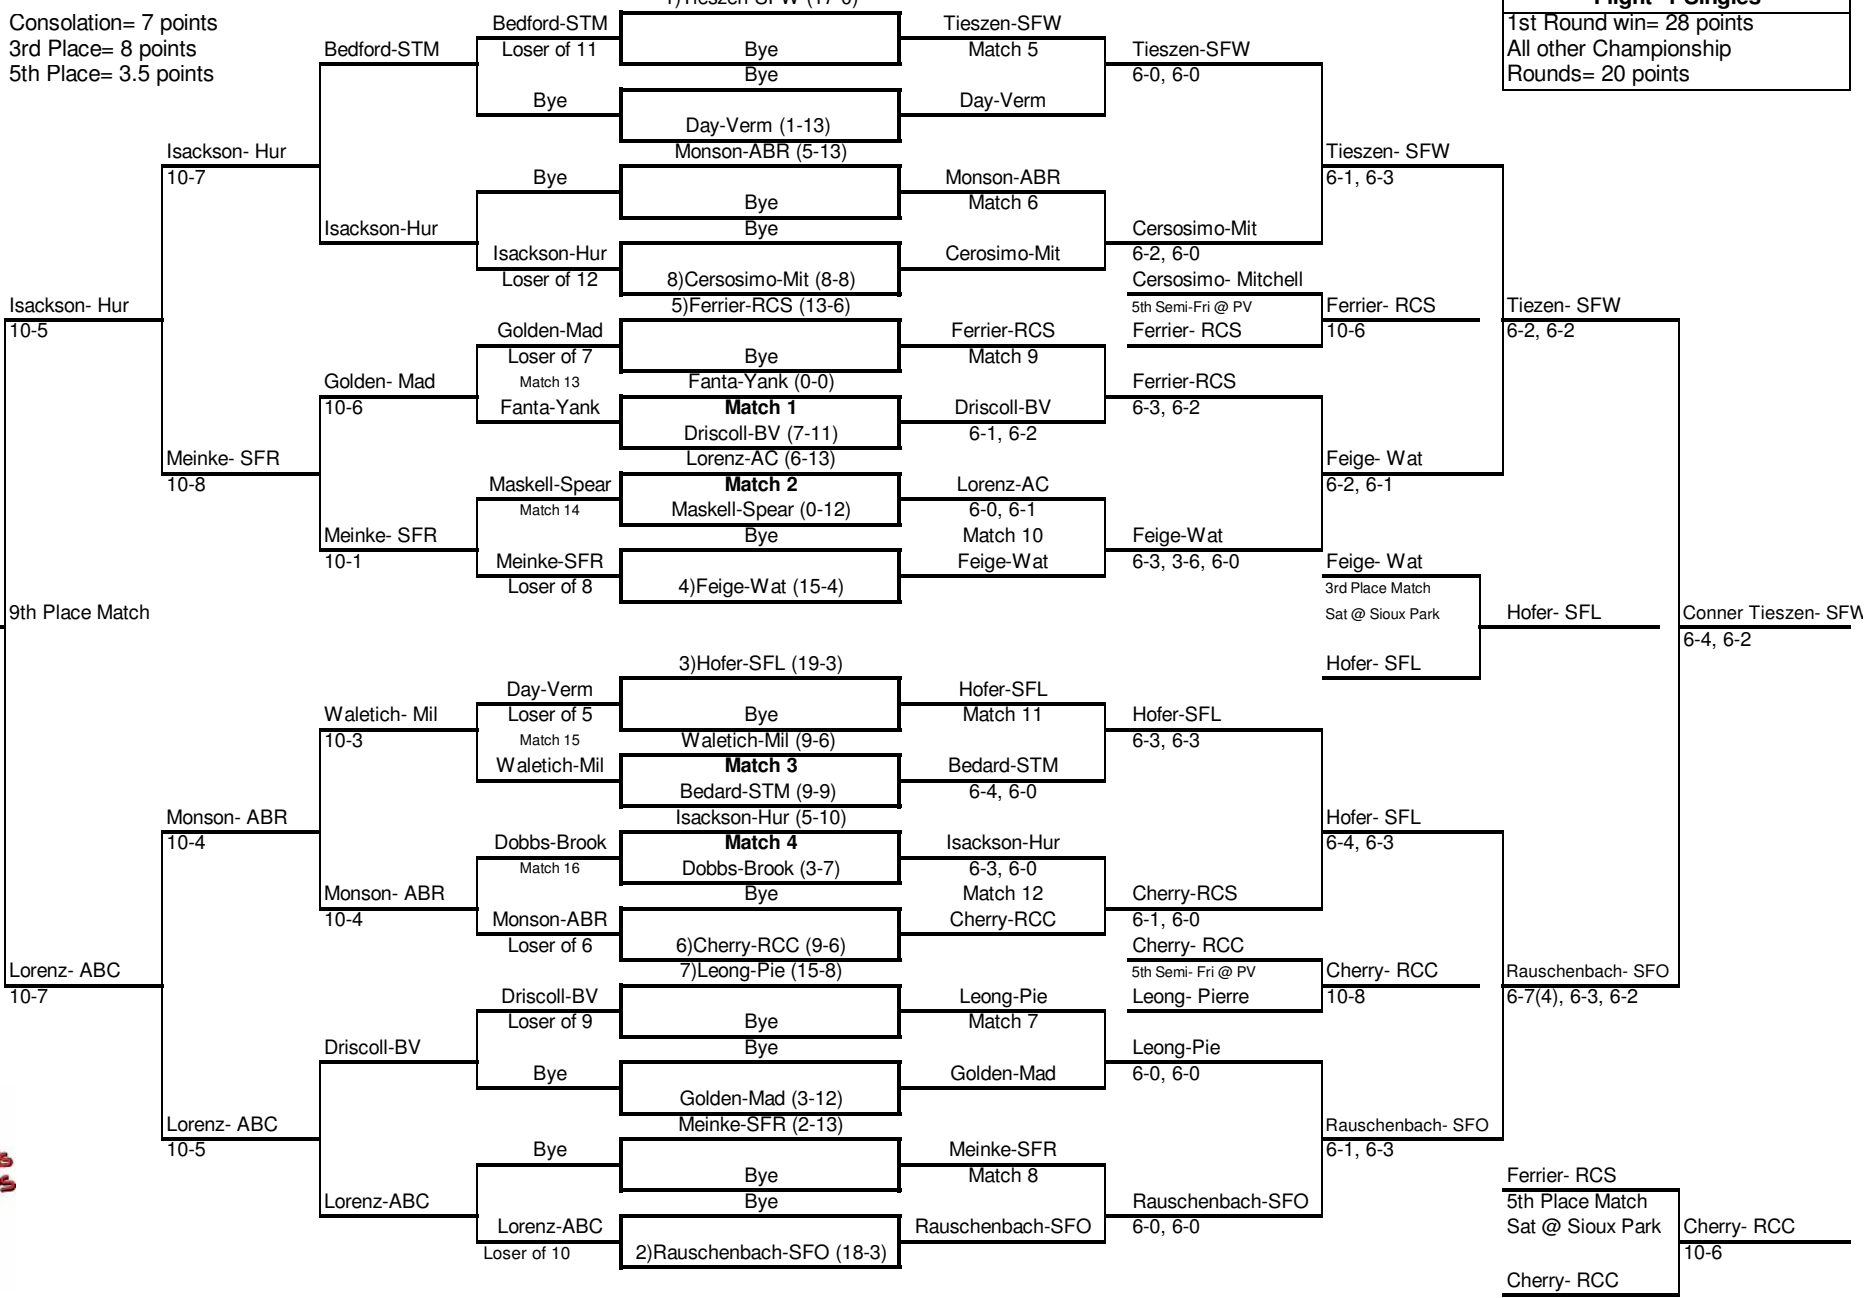 Consolation= 7 points
3rd Place= 8 points
5th Place= 3.5 points
1st Round win= 28 points
All other Championship
Rounds= 20 points
Isackson- Hur
10-5
9th Place Match
Lorenz- ABC
10-7
Isackson- Hur
10-7
Meinke- SFR
10-8
Monson- ABR
10-4
Lorenz- ABC
10-5
Bedford-STM
Isackson-Hur
Golden- Mad
10-6
Meinke- SFR
10-1
Waletich- Mil
10-3
Monson- ABR
10-4
Driscoll-BV
Lorenz-ABC
Bedford-STM
Loser of 11
Bye
Bye
Isackson-Hur
Loser of 12
Golden-Mad
Loser of 7
Match 13
Fanta-Yank
Maskell-Spear
Match 14
Meinke-SFR
Loser of 8
Day-Verm
Loser of 5
Match 15
Waletich-Mil
Dobbs-Brook
Match 16
Monson-ABR
Loser of 6
Driscoll-BV
Loser of 9
Bye
Bye
Lorenz-ABC
Loser of 10
Bye
Bye
Day-Verm (1-13)
Monson-ABR (5-13)
Bye
Bye
8)Cersosimo-Mit (8-8)
5)Ferrier-RCS (13-6)
Bye
Fanta-Yank (0-0)
Match 1
Driscoll-BV (7-11)
Lorenz-AC (6-13)
Match 2
Maskell-Spear (0-12)
Bye
4)Feige-Wat (15-4)
3)Hofer-SFL (19-3)
Bye
Waletich-Mil (9-6)
Match 3
Bedard-STM (9-9)
Isackson-Hur (5-10)
Match 4
Dobbs-Brook (3-7)
Bye
6)Cherry-RCC (9-6)
7)Leong-Pie (15-8)
Bye
Bye
Golden-Mad (3-12)
Meinke-SFR (2-13)
Bye
Bye
2)Rauschenbach-SFO (18-3)
Tieszen-SFW
Match 5
Day-Verm
Monson-ABR
Match 6
Cerosimo-Mit
Ferrier-RCS
Match 9
Driscoll-BV
6-1, 6-2
Lorenz-AC
6-0, 6-1
Match 10
Feige-Wat
Hofer-SFL
Match 11
Bedard-STM
6-4, 6-0
Isackson-Hur
6-3, 6-0
Match 12
Cherry-RCC
Leong-Pie
Match 7
Golden-Mad
Meinke-SFR
Match 8
Rauschenbach-SFO
Tieszen-SFW
6-0, 6-0
Cersosimo-Mit
6-2, 6-0
Cersosimo- Mitchell
5th Semi-Fri @ PV
Ferrier- RCS
Ferrier-RCS
6-3, 6-2
Feige-Wat
6-3, 3-6, 6-0
Hofer-SFL
6-3, 6-3
Cherry-RCS
6-1, 6-0
Cherry- RCC
5th Semi- Fri @ PV
Leong- Pierre
Leong-Pie
6-0, 6-0
Rauschenbach-SFO
6-0, 6-0
Tieszen- SFW
6-1, 6-3
Ferrier- RCS
10-6
Feige- Wat
6-2, 6-1
Feige- Wat
3rd Place Match
Sat @ Sioux Park
Hofer- SFL
Hofer- SFL
6-4, 6-3
Cherry- RCC
10-8
Rauschenbach- SFO
6-1, 6-3
Tiezen- SFW
6-2, 6-2
Hofer- SFL
Rauschenbach- SFO
6-7(4), 6-3, 6-2
Ferrier- RCS
5th Place Match
Sat @ Sioux Park
Cherry- RCC
Conner Tieszen- SFW
6-4, 6-2
Cherry- RCC
10-6